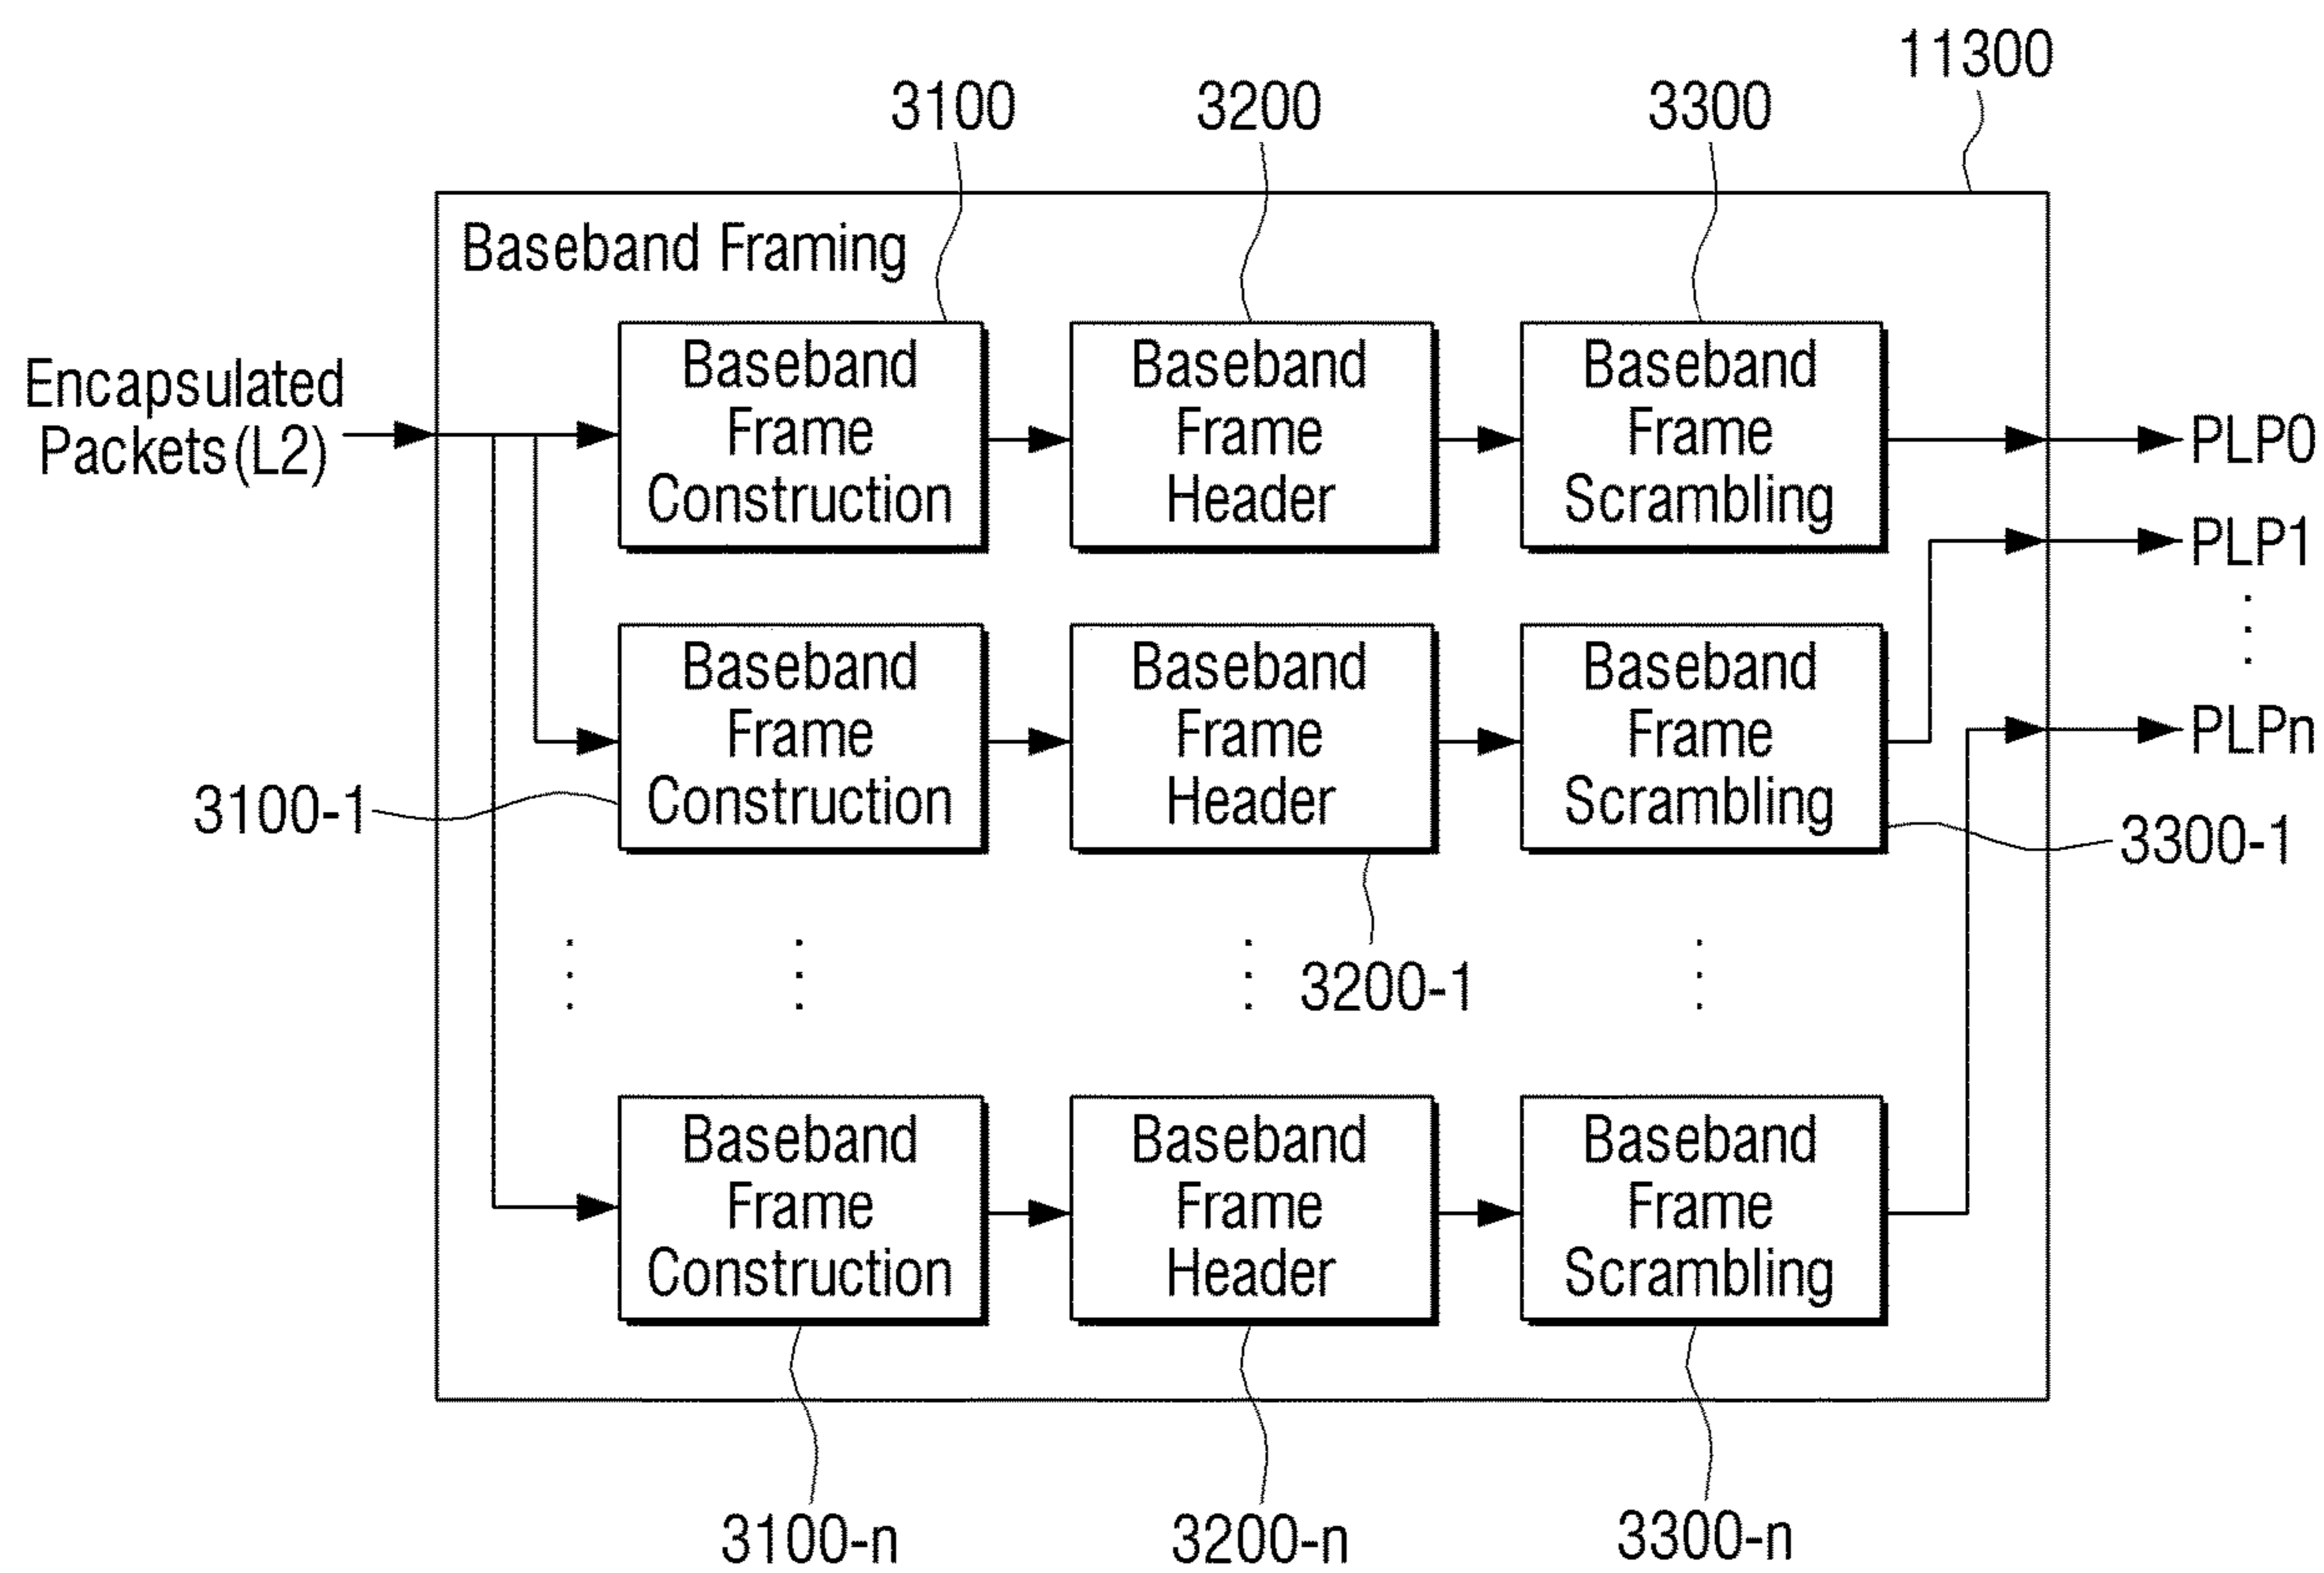 11300
3100
3200
3300
Baseband Framing
Encapsulated
Packets(L2)
Baseband
Frame
Construction
Baseband
Frame
Header
Baseband
Frame
Scrambling
PLP0
PLP1
PLPn
Baseband
Frame
Construction
Baseband
Frame
Header
Baseband
Frame
Scrambling
3100-1
3200-1
3300-1
Baseband
Frame
Construction
Baseband
Frame
Header
Baseband
Frame
Scrambling
3100-n
3200-n
3300-n